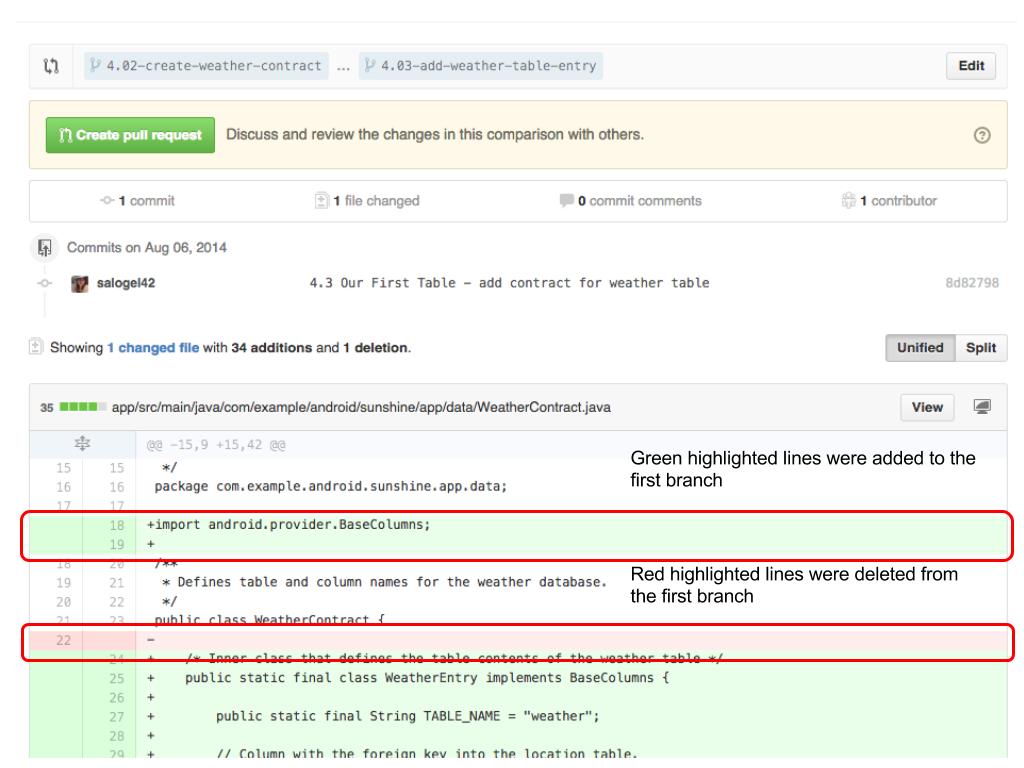 4.02-create-weather-contract ... 4.03-add-weather-table-entry Edit
Create pull request Discuss and review the changes in this comparison with others. ?
1 commit 1 file changed 0 commit comments 1 contributor
Commits on Aug 06, 2014
salogel42 4.3 Our First Table - add contract for weather table 8d82798
Showing 1 changed file with 34 additions and 1 deletion. Unified Split
35 app/src/main/java/com/example/android/sunshine/app/data/WeatherContract.java View
@@ -15,9 +15,42 @@
Green highlighted lines were added to the
first branch
15 15 */
16 16 package com.example.android.sunshine.app.data;
17 17
18 +import android.provider.BaseColumns;
19 +
18 20 /**
19 21 * Defines table and column names for the weather database.
20 22 */
Red highlighted lines were deleted from
the first branch
21 23 public class WeatherContract {
22 -
24 + /* Inner class that defines the table contents of the weather table */
25 + public static final class WeatherEntry implements BaseColumns {
26 +
27 + public static final String TABLE_NAME = "weather";
28 +
29 + // Column with the foreign key into the location table.